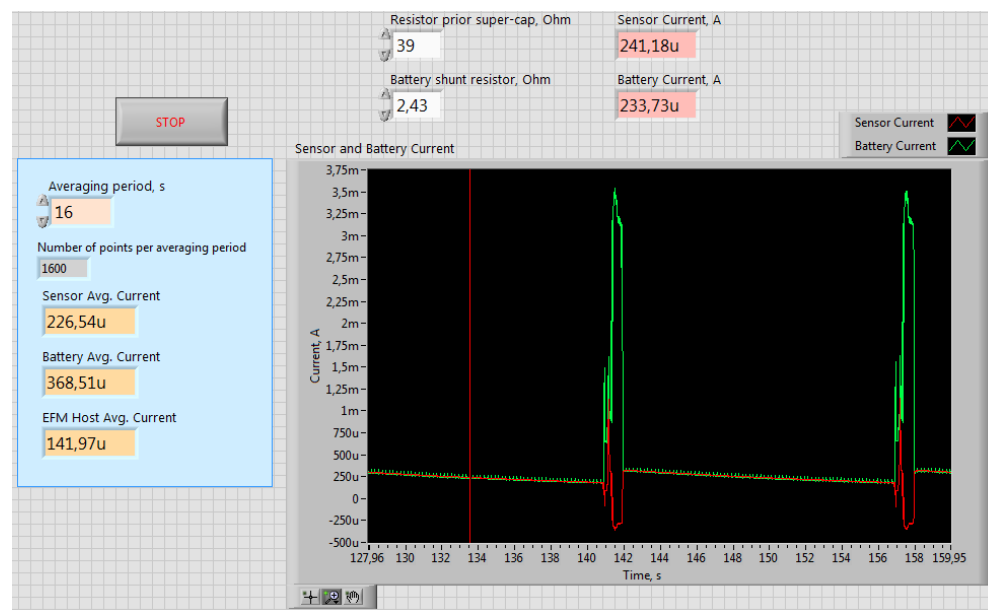 Resistor prior super-cap, Ohm
39
Sensor Current, A
241,18u
Battery shunt resistor, Ohm
2,43
Battery Current, A
233,73u
STOP
Sensor Current
Battery Current
Sensor and Battery Current
Averaging period, s
16
Number of points per averaging period
1600
Sensor Avg. Current
226,54u
Battery Avg. Current
368,51u
EFM Host Avg. Current
141,97u
Current, A
3,75m
3,5m
3,25m
3m
2,75m
2,5m
2,25m
2m
1,75m
1,5m
1,25m
1m
750u
500u
250u
0
-250u
-500u
127,96 130 132 134 136 138 140 142 144 146 148 150 152 154 156 158 159,95
Time, s